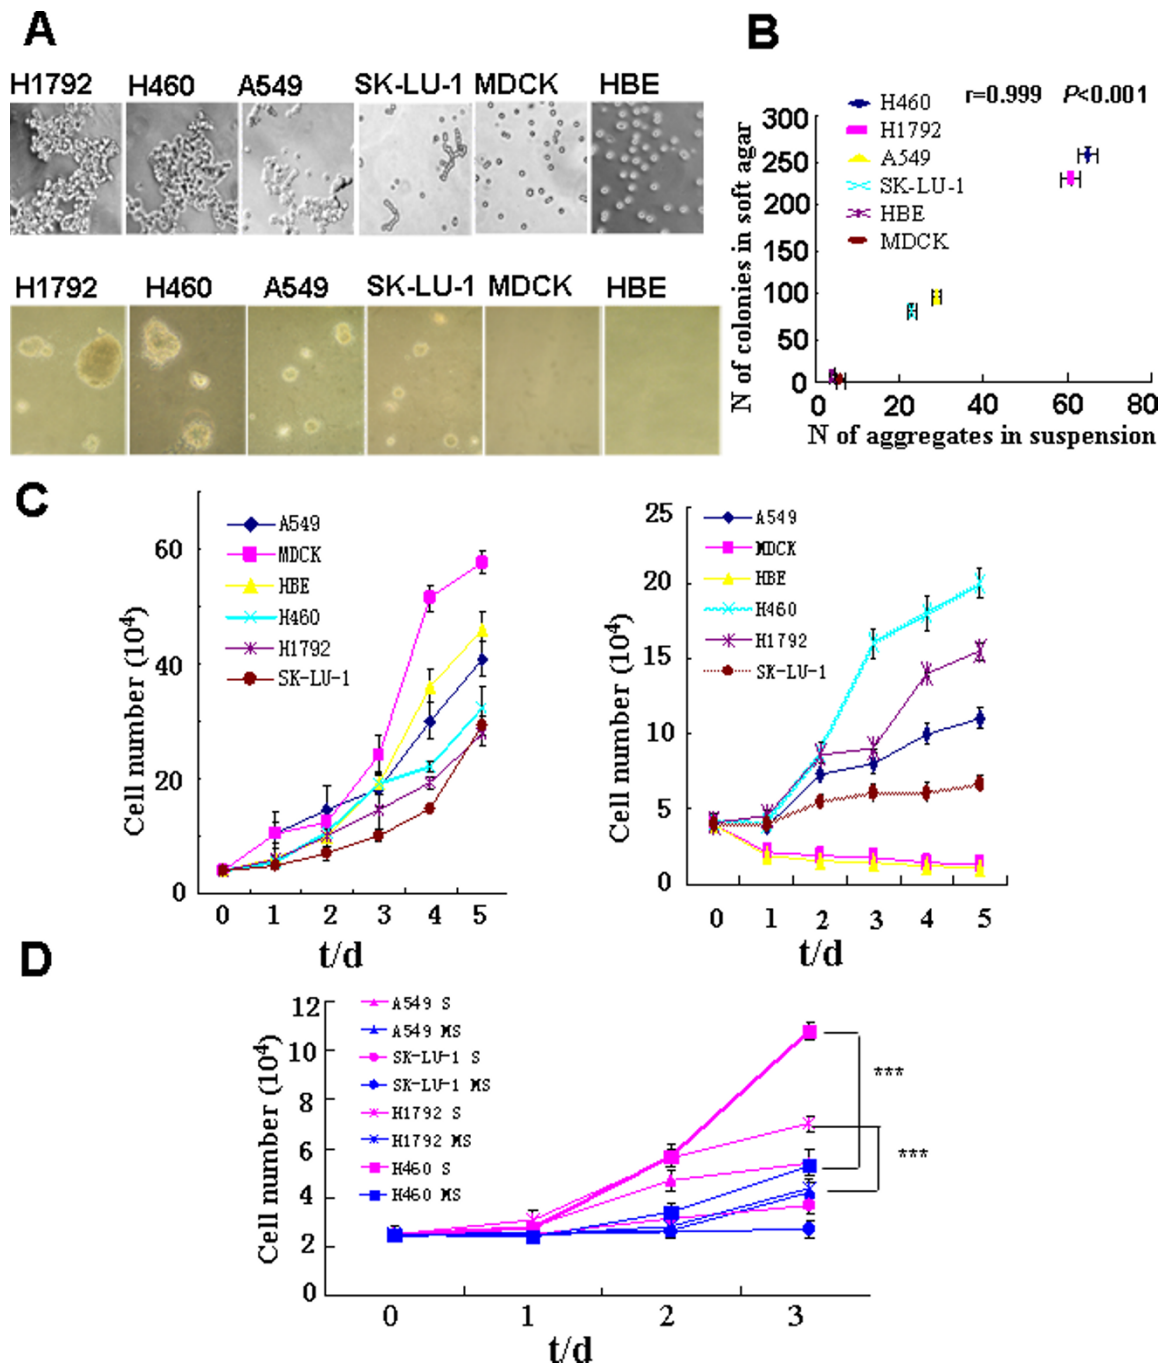 A
H1792 H460 A549 SK-LU-1 MDCK HBE
H1792 H460 A549 SK-LU-1 MDCK HBE
B
r=0.999 P<0.001
H460
H1792
A549
SK-LU-1
HBE
MDCK
N of colonies in soft agar
300
250
200
150
100
50
0
0 20 40 60 80
N of aggregates in suspension
C
A549
MDCK
HBE
H460
H1792
SK-LU-1
Cell number (10⁴)
60
40
20
0
0 1 2 3 4 5
t/d
A549
MDCK
HBE
H460
H1792
SK-LU-1
Cell number (10⁴)
25
20
15
10
5
0
0 1 2 3 4 5
t/d
D
A549 S
A549 MS
SK-LU-1 S
SK-LU-1 MS
H1792 S
H1792 MS
H460 S
H460 MS
Cell number (10⁴)
12
10
8
6
4
2
0
0 1 2 3
t/d
***
***